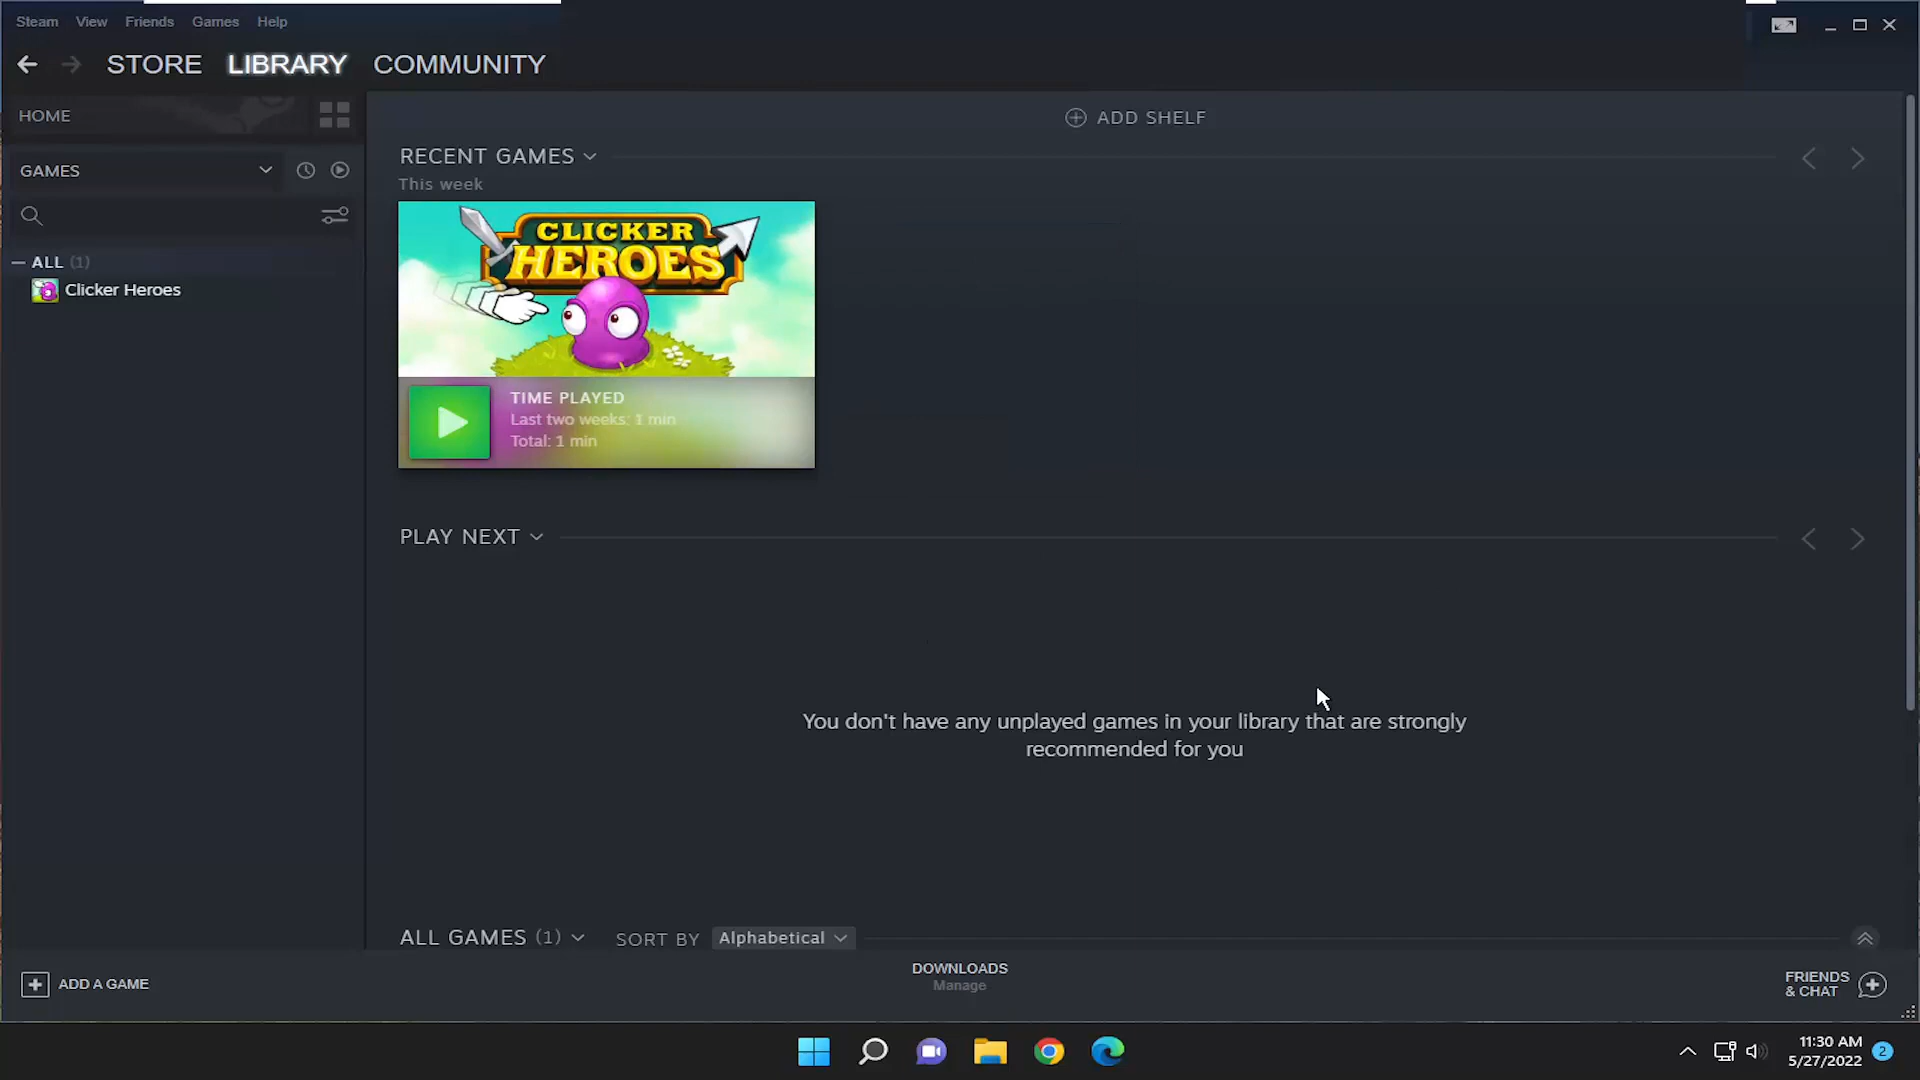 Steam View Friends Games Help
STORE LIBRARY COMMUNITY
HOME
ADD SHELF
GAMES
RECENT GAMES
This week
ALL (1)
Clicker Heroes
CLICKER
HEROES
TIME PLAYED
Last two weeks: 1 min
Total: 1 min
PLAY NEXT
You don't have any unplayed games in your library that are strongly
recommended for you
ALL GAMES (1) SORT BY Alphabetical
ADD A GAME
DOWNLOADS
Manage
FRIENDS
& CHAT
11:30 AM
5/27/2022
2